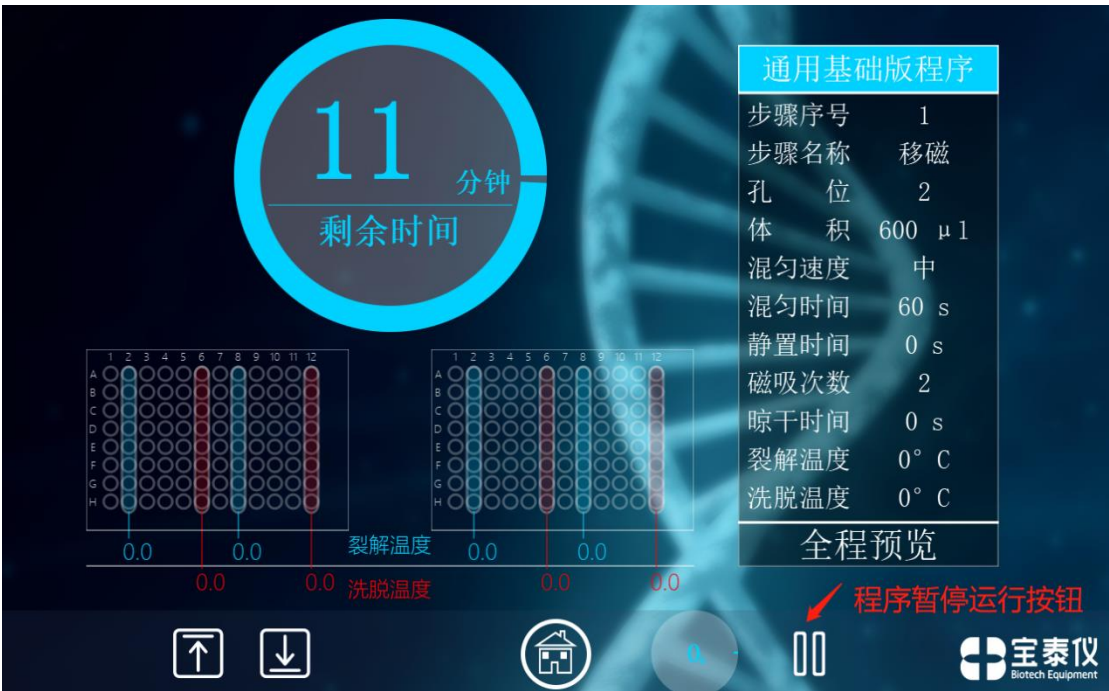 11
分钟
剩余时间
通用基础版程序
步骤序号 1
步骤名称 移磁
孔 位 2
体 积 600 μl
混匀速度 中
混匀时间 60 s
静置时间 0 s
磁吸次数 2
晾干时间 0 s
裂解温度 0° C
洗脱温度 0° C
全程预览
1 2 3 4 5 6 7 8 9 10 11 12
A
B
C
D
E
F
G
H
1 2 3 4 5 6 7 8 9 10 11 12
A
B
C
D
E
F
G
H
0.0 0.0 裂解温度 0.0 0.0
0.0 0.0 洗脱温度 0.0 0.0
程序暂停运行按钮
宝泰仪
Biotech Equipment